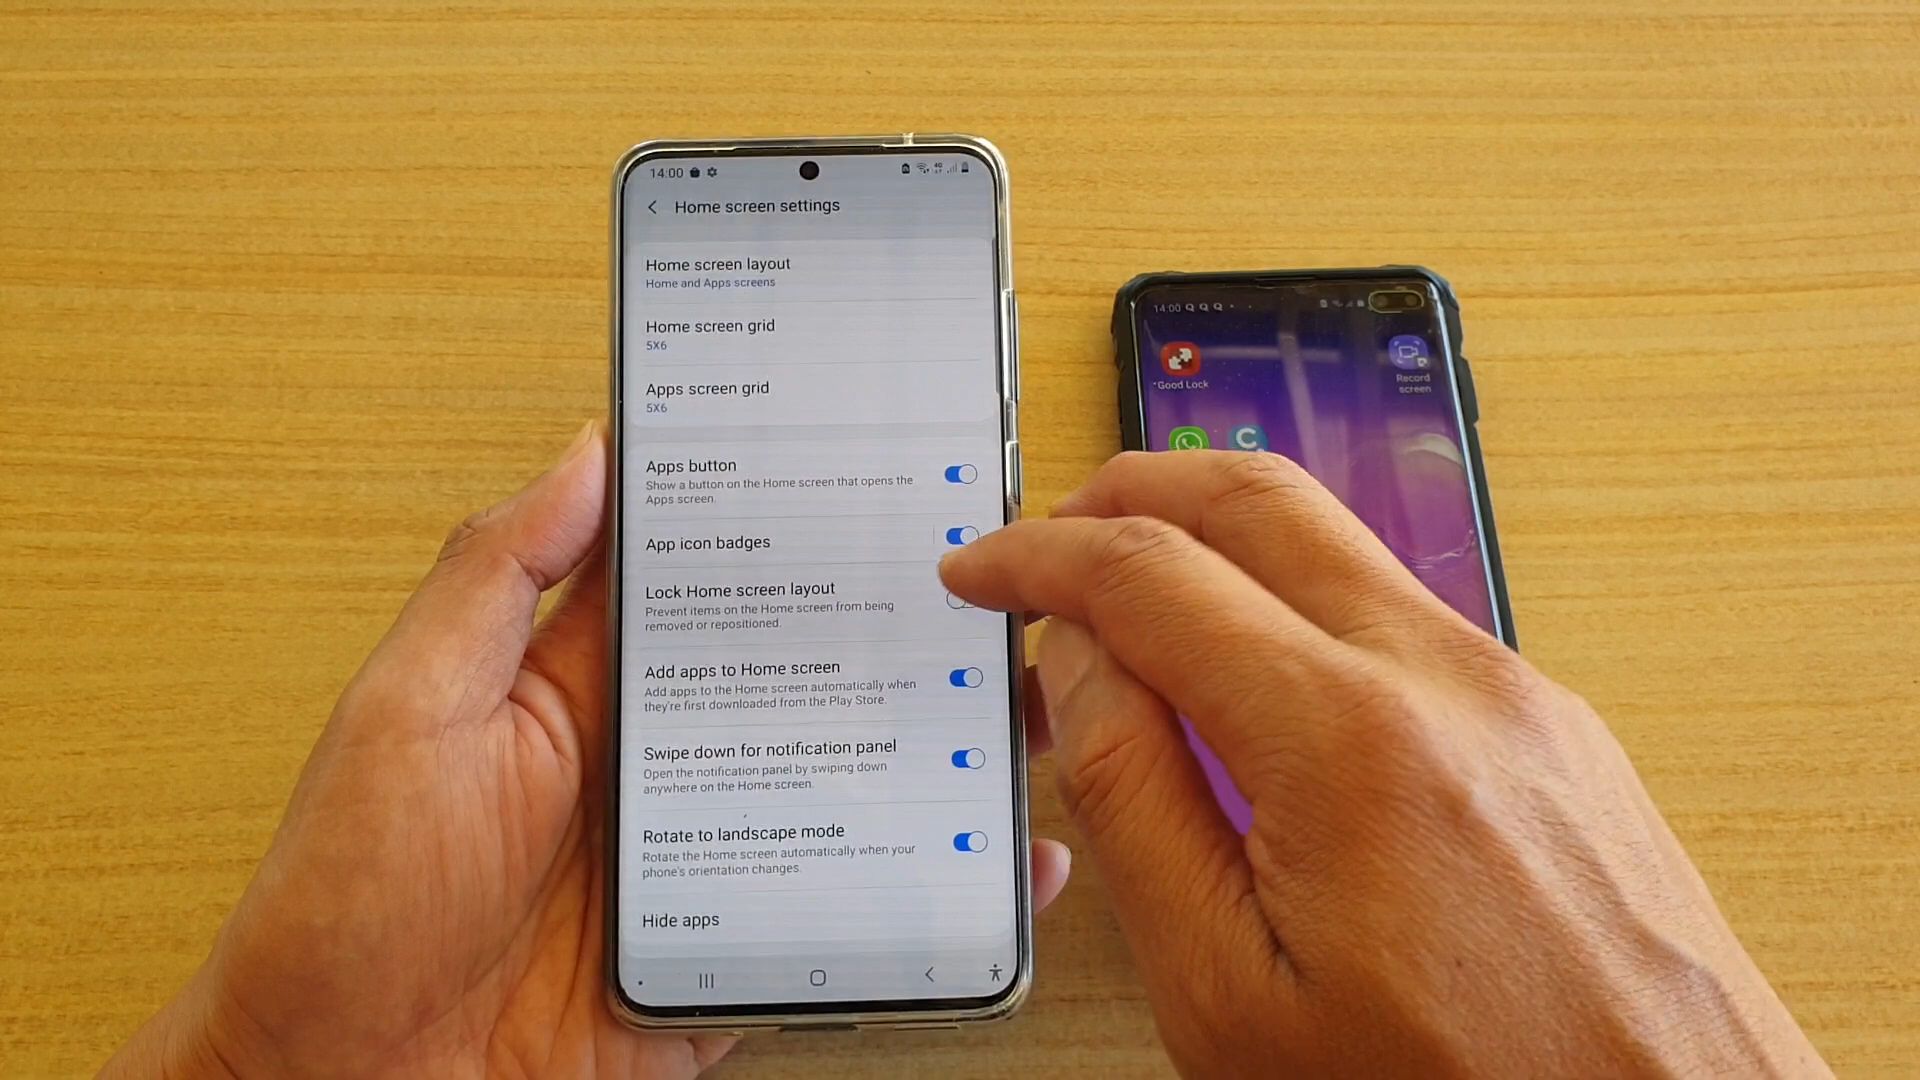 14:00
Home screen settings
Home screen layout
Home and Apps screens
Home screen grid
5X6
Apps screen grid
5X6
Apps button
Show a button on the Home screen that opens the
Apps screen.
App icon badges
Lock Home screen layout
Prevent items on the Home screen from being
removed or repositioned.
Add apps to Home screen
Add apps to the Home screen automatically when
they're first downloaded from the Play Store.
Swipe down for notification panel
Open the notification panel by swiping down
anywhere on the Home screen.
Rotate to landscape mode
Rotate the Home screen automatically when your
phone's orientation changes.
Hide apps
14:00
Good Lock
Record
screen
C